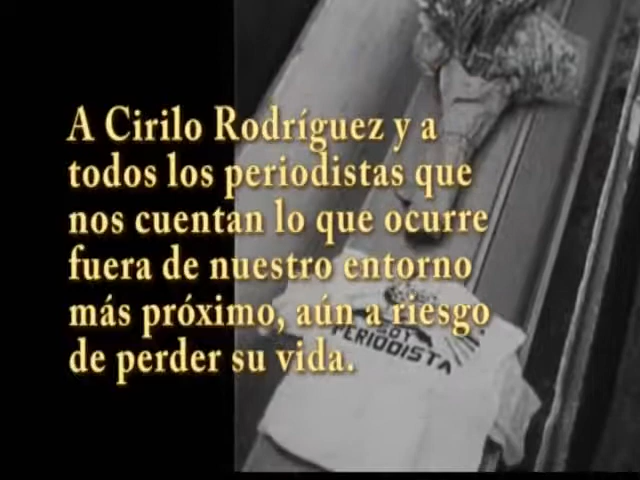 A Cirilo Rodríguez y a
todos los periodistas que
nos cuentan lo que ocurre
fuera de nuestro entorno
más próximo, aún a riesgo
de perder su vida.
SOY
PERIODISTA